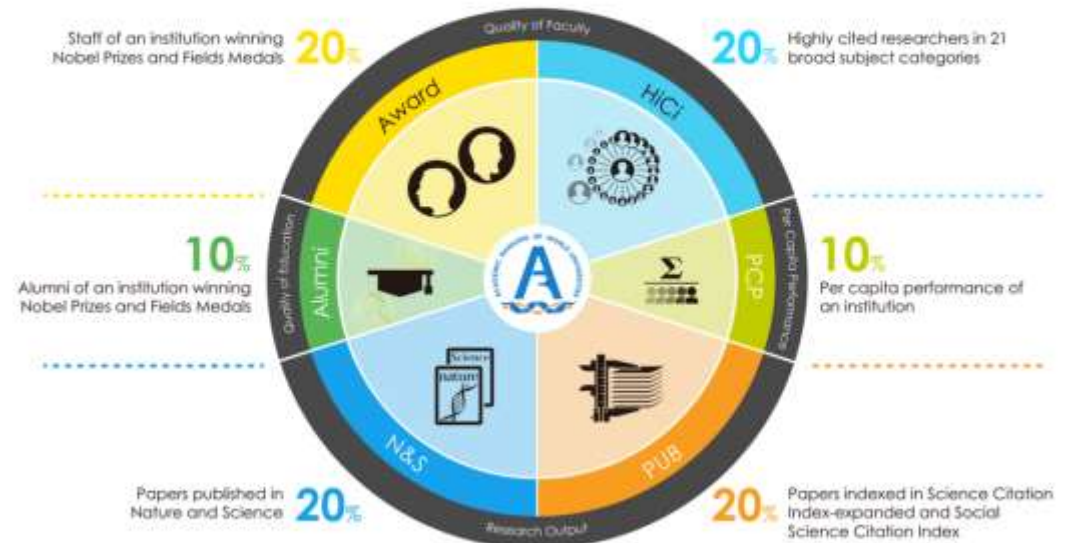 Quality of Faculty
Staff of an institution winning
Nobel Prizes and Fields Medals
20%
20%
Highly cited researchers in 21
broad subject categories
Award
HiCi
Quality of Education
Alumni
10%
Alumni of an institution winning
Nobel Prizes and Fields Medals
PCP
Per Capita Performance
10%
Per capita performance of
an institution
Science
nature
N&S
PUB
Papers published in
Nature and Science
20%
Research Output
20%
Papers indexed in Science Citation
Index-expanded and Social
Science Citation Index